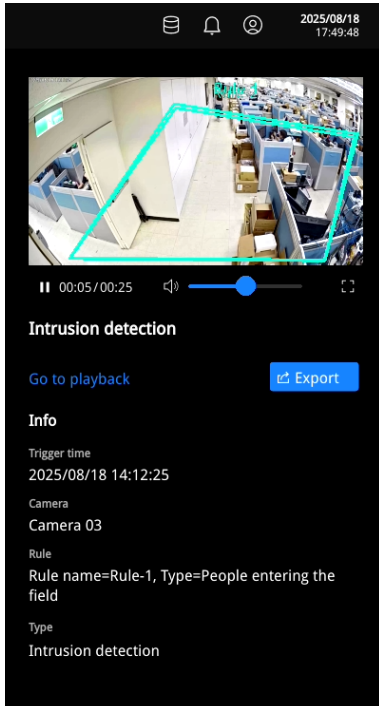 2025/08/18
17:49:48
Rule-1
00:05/00:25
Intrusion detection
Go to playback
Export
Info
Trigger time
2025/08/18 14:12:25
Camera
Camera 03
Rule
Rule name=Rule-1, Type=People entering the
field
Type
Intrusion detection